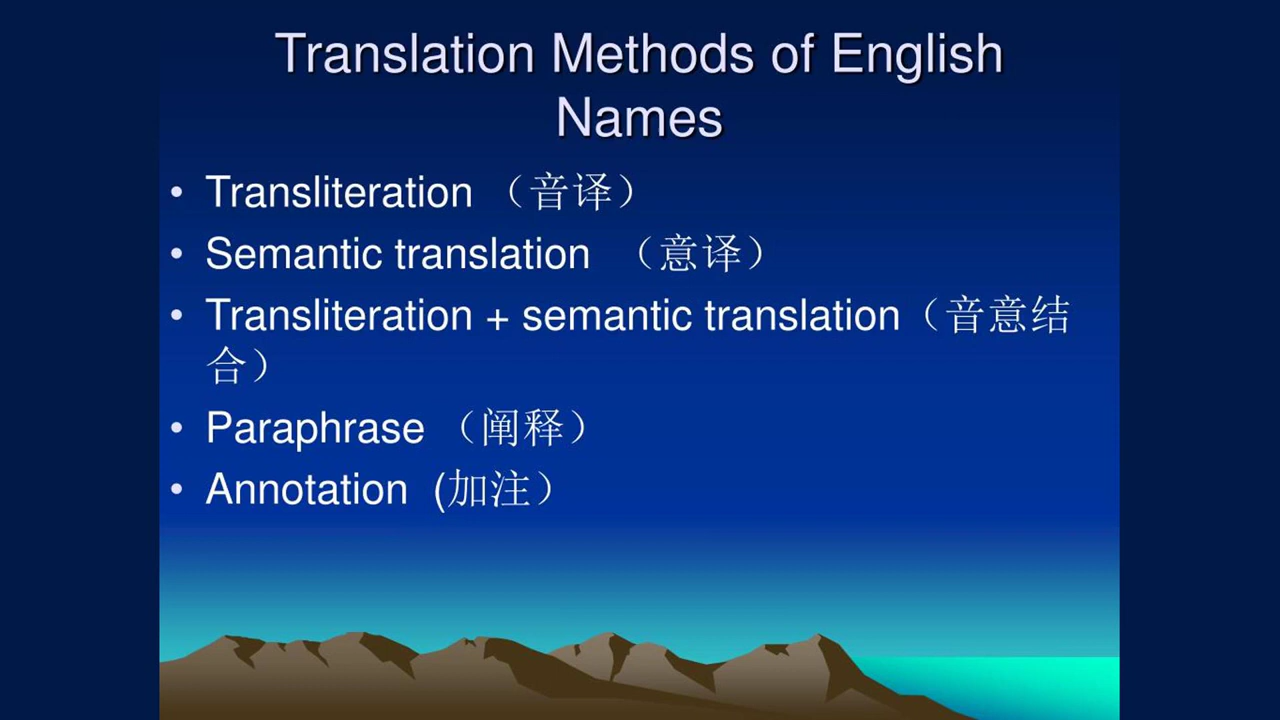 Translation Methods of English
Names
• Transliteration （音译）
• Semantic translation （意译）
• Transliteration + semantic translation（音意结
合）
• Paraphrase （阐释）
• Annotation (加注）